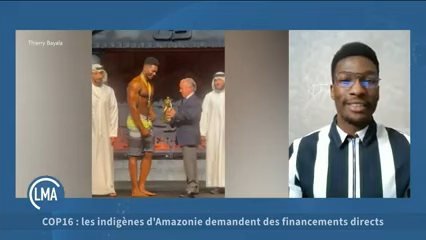 Thierry Bayala
LMA
COP16 : les indigènes d'Amazonie demandent des financements directs